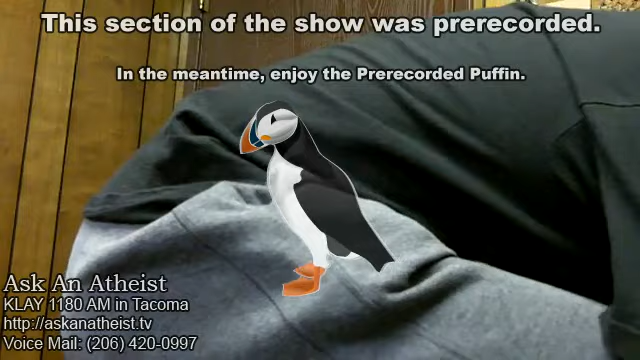 This section of the show was prerecorded.
In the meantime, enjoy the Prerecorded Puffin.
Ask An Atheist
KLAY 1180 AM in Tacoma
http://askanatheist.tv
Voice Mail: (206) 420-0997